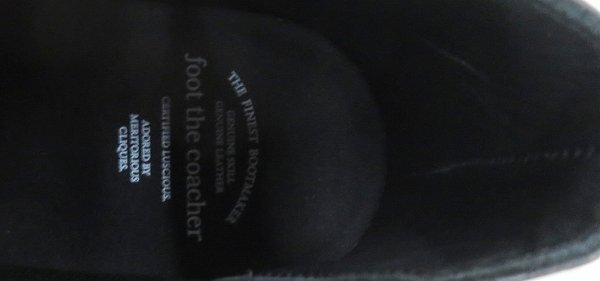 THE FINEST BOOTMAKER
GENUINE SKILL
GENUINE LEATHER
foot the coacher
CERTIFIED LUSCIOUS.
ADORED BY
MERITORIOUS
CLIQUES.